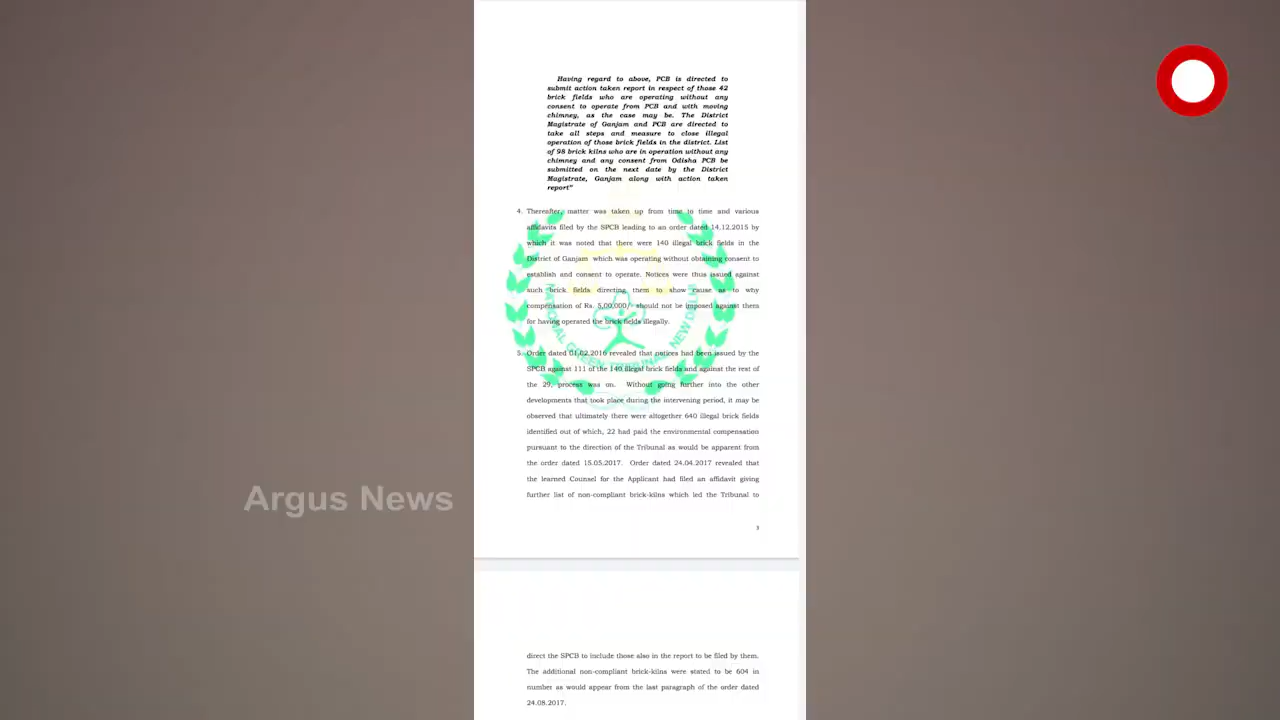 Having regard to above, PCB is directed to
submit action taken report in respect of those 42
brick fields who are operating without any
consent to operate from PCB and with moving
chimney, as the case may be. The District
Magistrate of Ganjam and PCB are directed to
take all steps and measure to close illegal
operation of those brick fields in the district. List
of 98 brick kilns who are in operation without any
chimney and any consent from Odisha PCB be
submitted on the next date by the District
Magistrate, Ganjam along with action taken
report"
4. Thereafter, matter was taken up from time to time and various
affidavits filed by the SPCB leading to an order dated 14.12.2015 by
which it was noted that there were 140 illegal brick fields in the
District of Ganjam which was operating without obtaining consent to
establish and consent to operate. Notices were thus issued against
such brick fields directing them to show cause as to why
compensation of Rs. 5,00,000/- should not be imposed against them
for having operated the brick fields illegally.
NATIONAL GREEN TRIBUNAL NEW DELHI
5. Order dated 01.02.2016 revealed that notices had been issued by the
SPCB against 111 of the 140 illegal brick fields and against the rest of
the 29, process was on. Without going further into the other
developments that took place during the intervening period, it may be
observed that ultimately there were altogether 640 illegal brick fields
identified out of which, 22 had paid the environmental compensation
pursuant to the direction of the Tribunal as would be apparent from
the order dated 15.05.2017. Order dated 24.04.2017 revealed that
the learned Counsel for the Applicant had filed an affidavit giving
further list of non-compliant brick-kilns which led the Tribunal to
Argus News
3
direct the SPCB to include those also in the report to be filed by them.
The additional non-compliant brick-kilns were stated to be 604 in
number as would appear from the last paragraph of the order dated
24.08.2017.